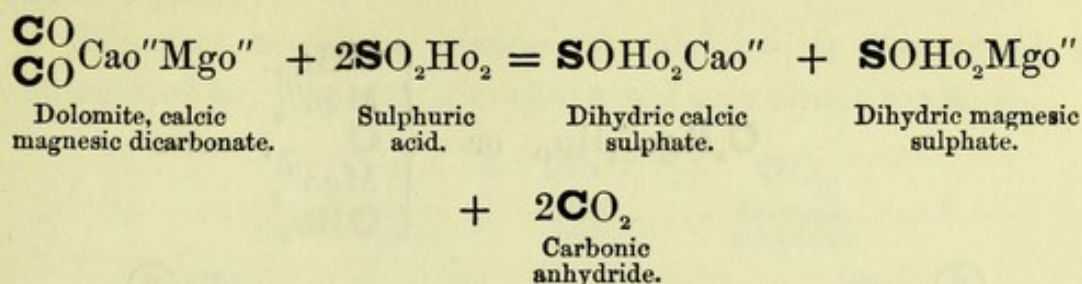 CO
CO Cao″Mgo″ + 2SO₂Ho₂ = SOHo₂Cao″ + SOHo₂Mgo″
Dolomite, calcic magnesic dicarbonate.
Sulphuric acid.
Dihydric calcic sulphate.
Dihydric magnesic sulphate.
+ 2CO₂
Carbonic anhydride.